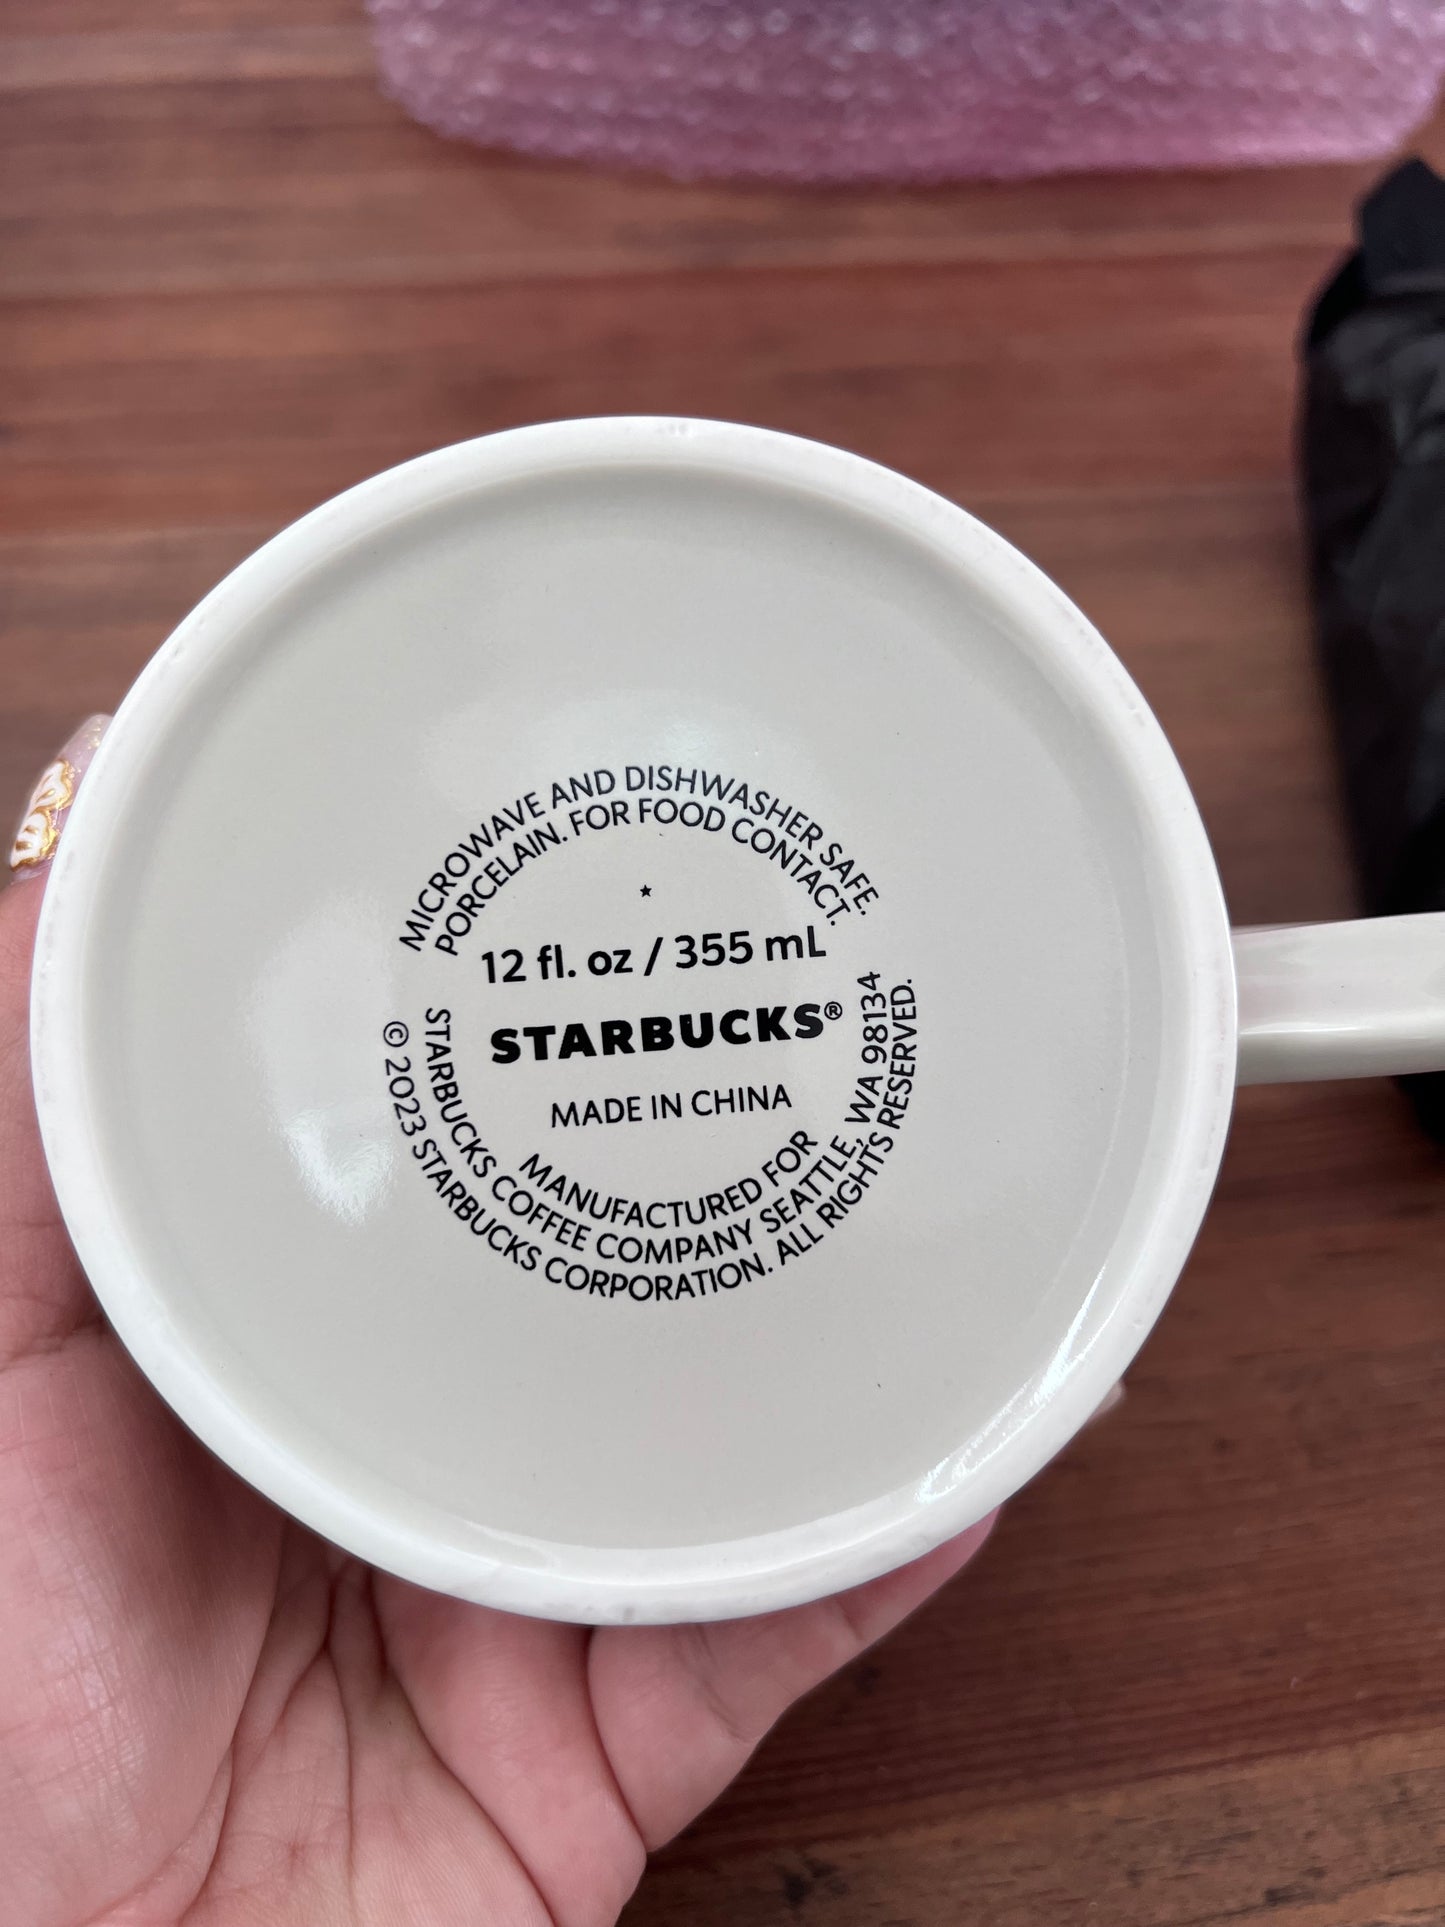 MICROWAVE AND DISHWASHER SAFE.
PORCELAIN. FOR FOOD CONTACT.
12 fl. oz / 355 mL
STARBUCKS®
MADE IN CHINA
MANUFACTURED FOR
STARBUCKS COFFEE COMPANY SEATTLE, WA 98134
© 2023 STARBUCKS CORPORATION. ALL RIGHTS RESERVED.